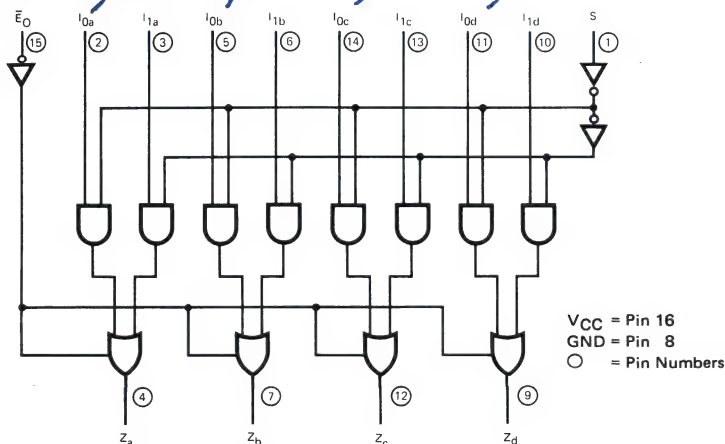 Ē₀ I₀ₐ I₁ₐ I₀b I₁b I₀c I₁c I₀d I₁d S
15 2 3 5 6 14 13 11 10 1
VCC = Pin 16
GND = Pin 8
○ = Pin Numbers
4 7 12 9
Zₐ Zb Zc Zd